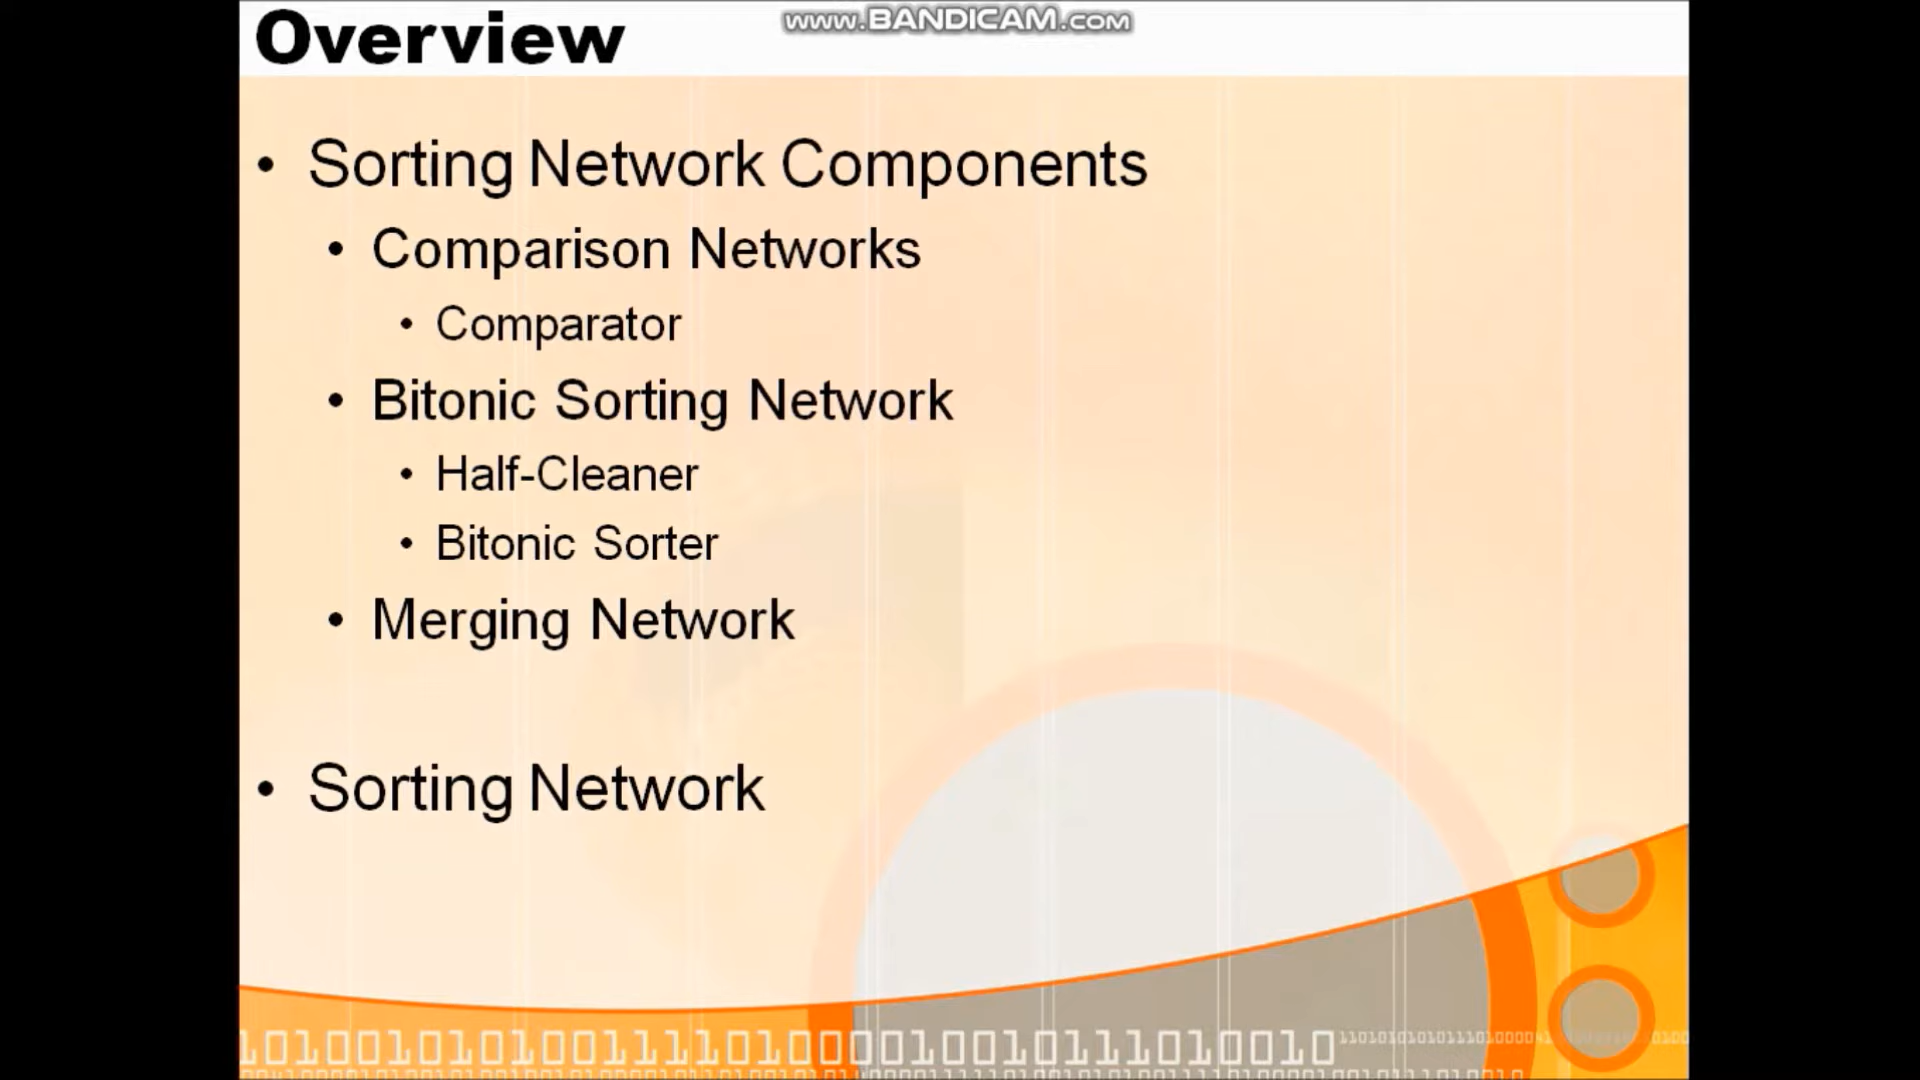 Overview
www.BANDICAM.com
• Sorting Network Components
• Comparison Networks
• Comparator
• Bitonic Sorting Network
• Half-Cleaner
• Bitonic Sorter
• Merging Network
• Sorting Network